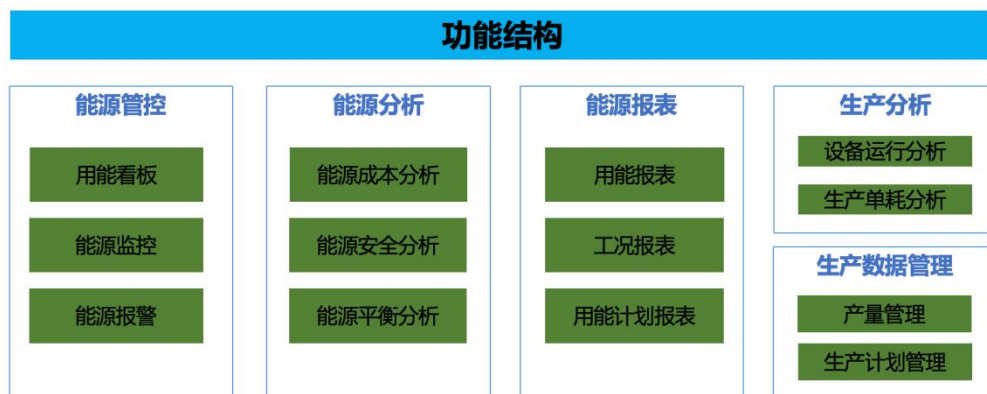 功能结构
能源管控
用能看板
能源监控
能源报警
能源分析
能源成本分析
能源安全分析
能源平衡分析
能源报表
用能报表
工况报表
用能计划报表
生产分析
设备运行分析
生产单耗分析
生产数据管理
产量管理
生产计划管理